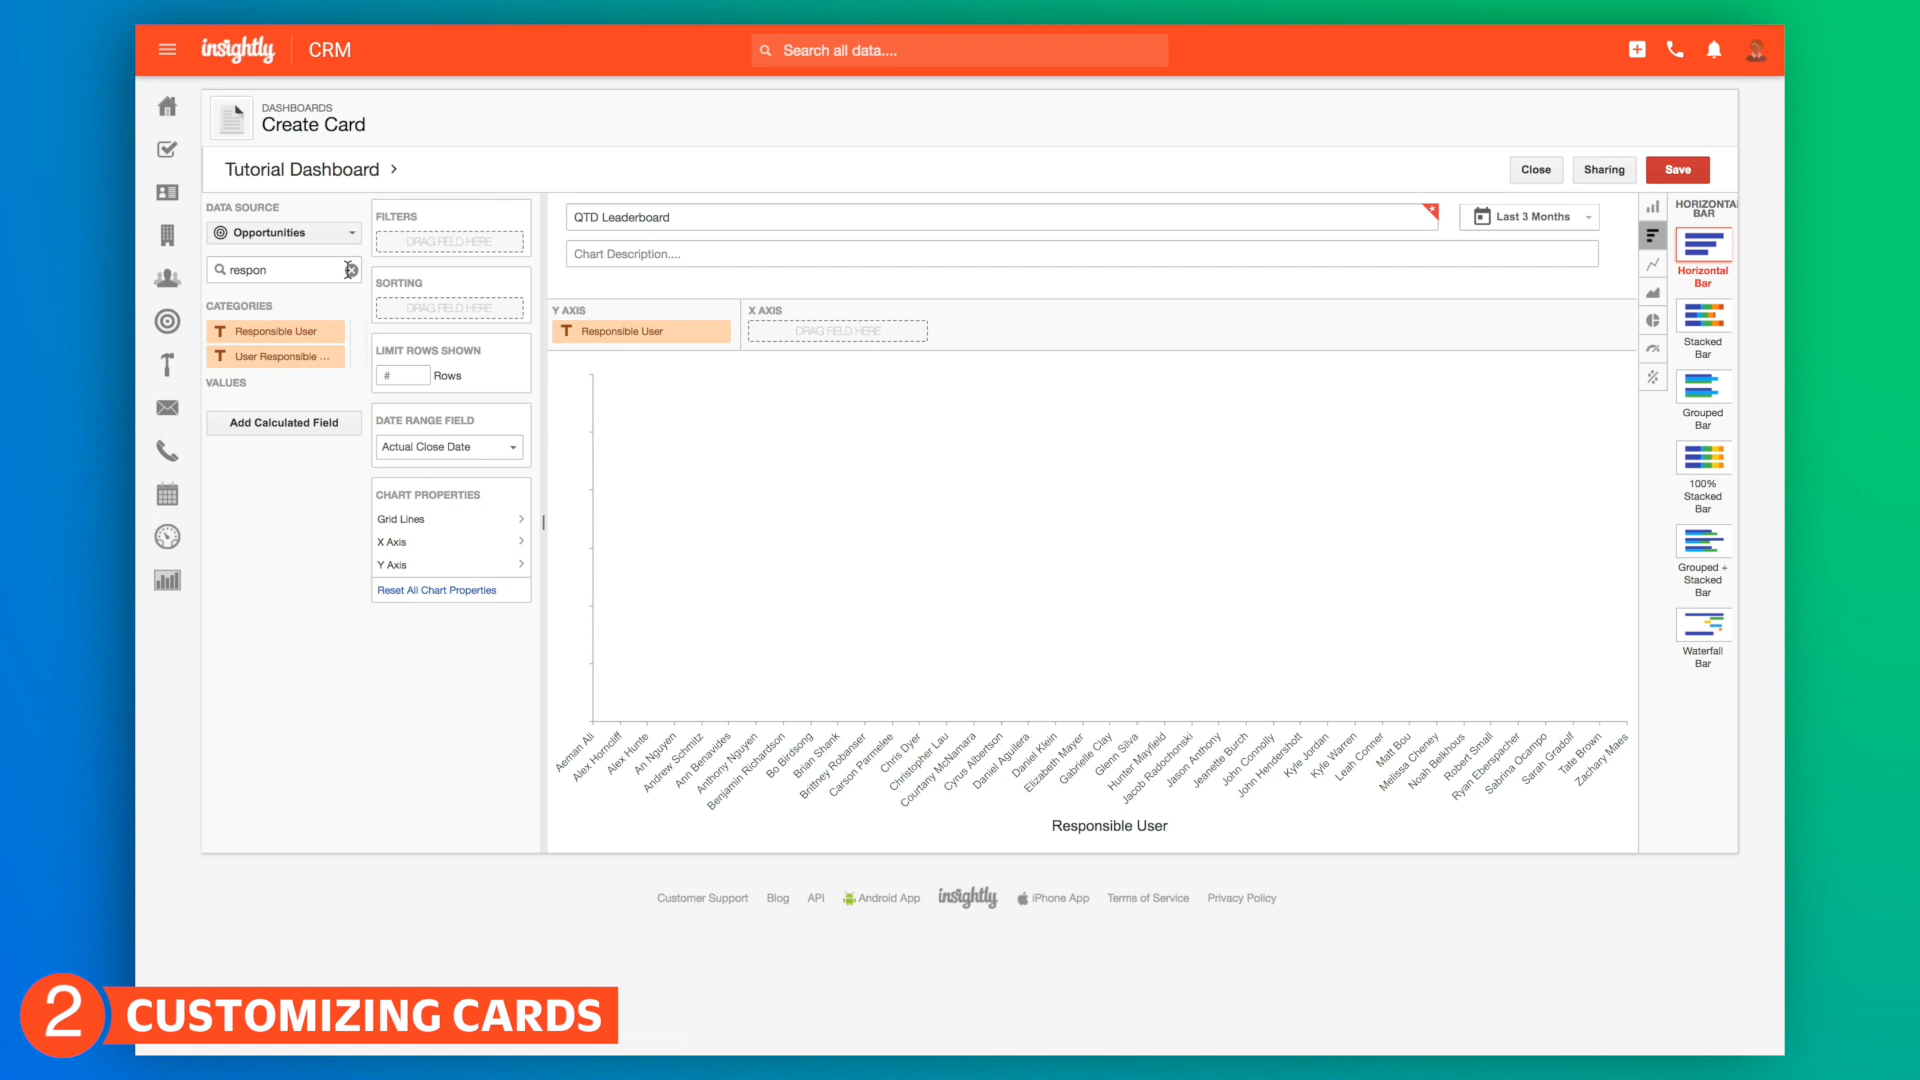 insightly
CRM
Search all data....
DASHBOARDS
Create Card
Tutorial Dashboard
Close
Sharing
Save
DATA SOURCE
Opportunities
respon
CATEGORIES
T Responsible User
T User Responsible ...
VALUES
Add Calculated Field
FILTERS
DRAG FIELD HERE
SORTING
DRAG FIELD HERE
LIMIT ROWS SHOWN
# Rows
DATE RANGE FIELD
Actual Close Date
CHART PROPERTIES
Grid Lines
X Axis
Y Axis
Reset All Chart Properties
QTD Leaderboard
Last 3 Months
Chart Description....
Y AXIS
T Responsible User
X AXIS
DRAG FIELD HERE
Aeman Ali
Alex Horncliff
Alex Hunte
An Nguyen
Andrew Schmitz
Ann Benavides
Anthony Nguyen
Benjamin Richardson
Bo Birdsong
Brian Shank
Brittney Robanser
Carson Parmelee
Chris Dyer
Christopher Lau
Courtany McNamara
Cyrus Albertson
Daniel Aguilera
Daniel Klein
Elizabeth Mayer
Gabrielle Clay
Glenn Silva
Hunter Mayfield
Jacob Radochonski
Jason Anthony
Jeanette Burch
John Connolly
John Hendershott
Kyle Jordan
Kyle Warren
Leah Conner
Matt Bou
Melissa Cheney
Noah Belkhous
Robert Small
Ryan Eberspacher
Sabrina Ocampo
Sarah Gradolf
Tate Brown
Zachary Maes
Responsible User
HORIZONTA
BAR
Horizontal
Bar
Stacked
Bar
Grouped
Bar
100%
Stacked
Bar
Grouped +
Stacked
Bar
Waterfall
Bar
Customer Support
Blog
API
Android App
insightly
iPhone App
Terms of Service
Privacy Policy
2
CUSTOMIZING CARDS